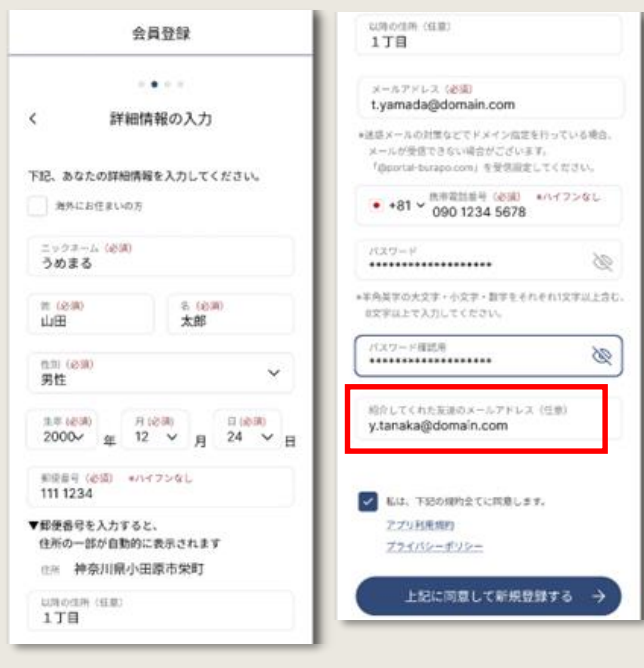 会員登録
詳細情報の入力
下記、あなたの詳細情報を入力してください。
海外にお住まいの方
ニックネーム（必須）
うめまる
姓（必須）
山田
名（必須）
太郎
性別（必須）
男性
生年（必須）
2000 年
月（必須）
12 月
日（必須）
24 日
郵便番号（必須） *ハイフンなし
111 1234
▼郵便番号を入力すると、
住所の一部が自動的に表示されます
住所 神奈川県小田原市栄町
以降の住所（任意）
1丁目
以降の住所（任意）
1丁目
メールアドレス（必須）
t.yamada@domain.com
*迷惑メールの対策などでドメイン指定を行っている場合、
メールが受信できない場合がございます。
「@portal-burapo.com」を受信設定してください。
携帯電話番号（必須） *ハイフンなし
+81 090 1234 5678
パスワード
*******************
*半角英字の大文字・小文字・数字をそれぞれ1文字以上含む、
8文字以上で入力してください。
パスワード確認用
*******************
紹介してくれた友達のメールアドレス（任意）
y.tanaka@domain.com
私は、下記の規約全てに同意します。
アプリ利用規約
プライバシーポリシー
上記に同意して新規登録する →